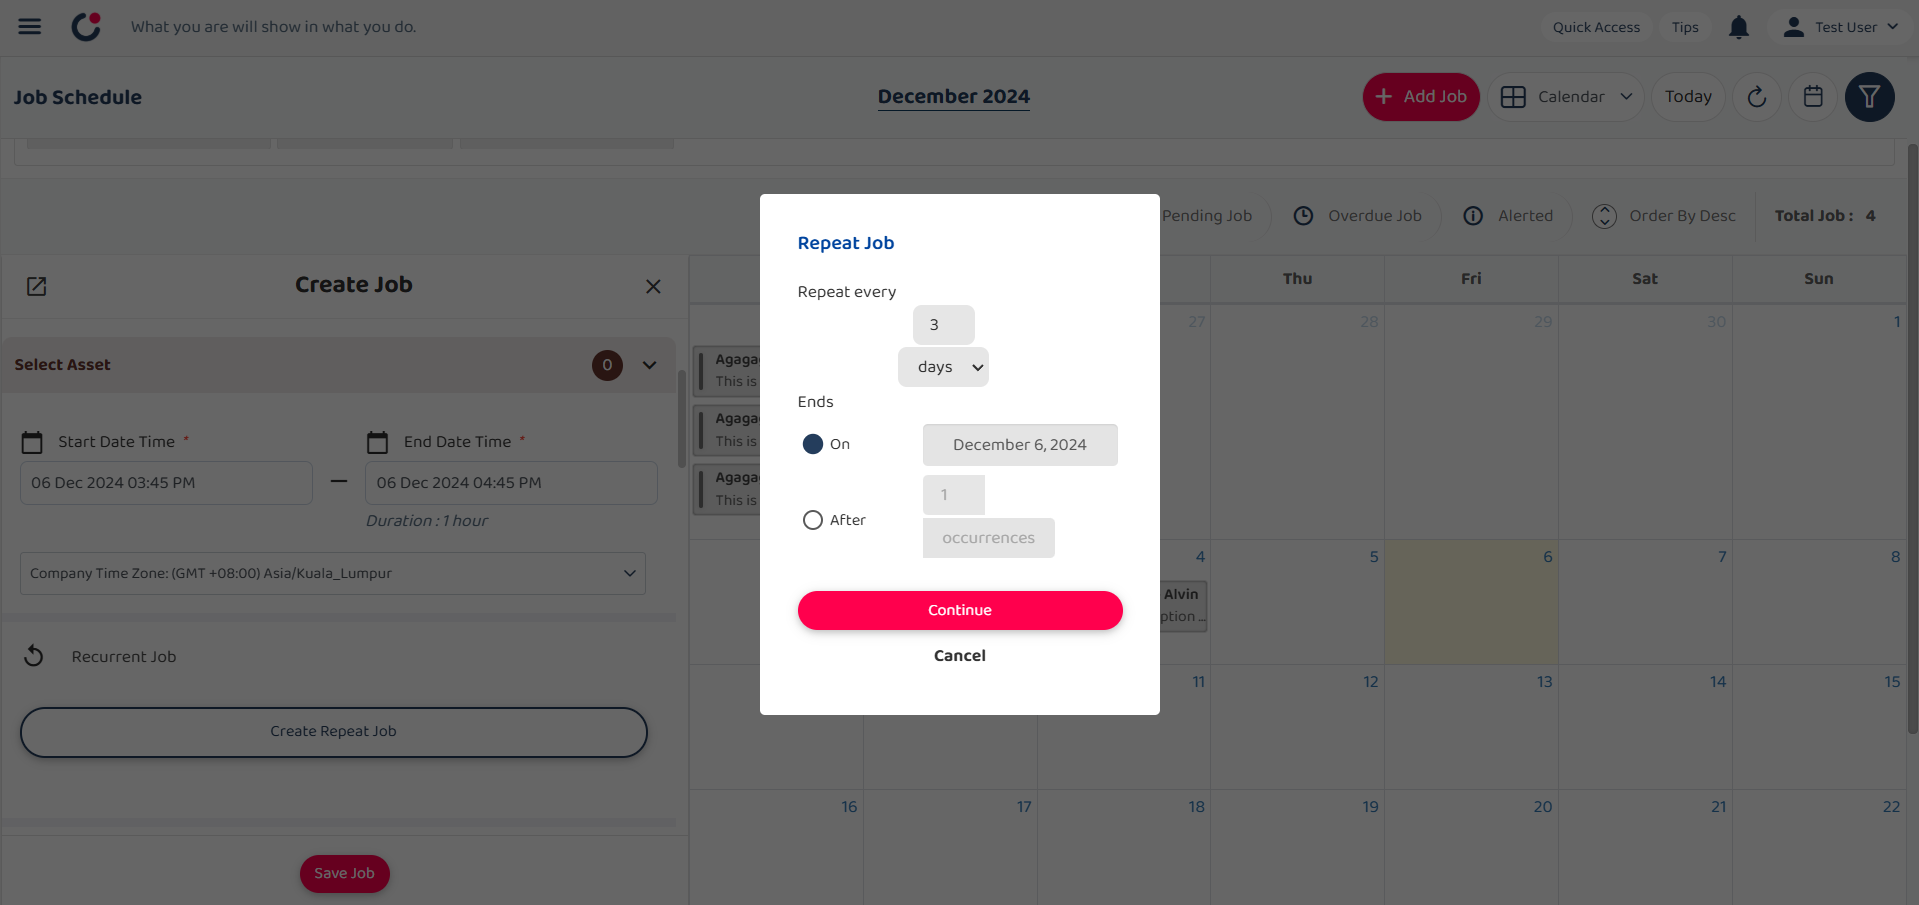 What you are will show in what you do.
Quick Access
Tips
Test User
Job Schedule
December 2024
+ Add Job
Calendar
Today
Pending Job
Overdue Job
Alerted
Order By Desc
Total Job : 4
Create Job
Select Asset
0
Start Date Time *
End Date Time *
06 Dec 2024 03:45 PM
06 Dec 2024 04:45 PM
Duration : 1 hour
Company Time Zone: (GMT +08:00) Asia/Kuala_Lumpur
Recurrent Job
Create Repeat Job
Save Job
Repeat Job
Repeat every
3
days
Ends
On
December 6, 2024
After
1
occurrences
Continue
Cancel
Thu
Fri
Sat
Sun
27
28
29
30
1
Agaga
This is
Agaga
This is
Agaga
This is
4
5
6
7
8
Alvin
ption ...
11
12
13
14
15
16
17
18
19
20
21
22